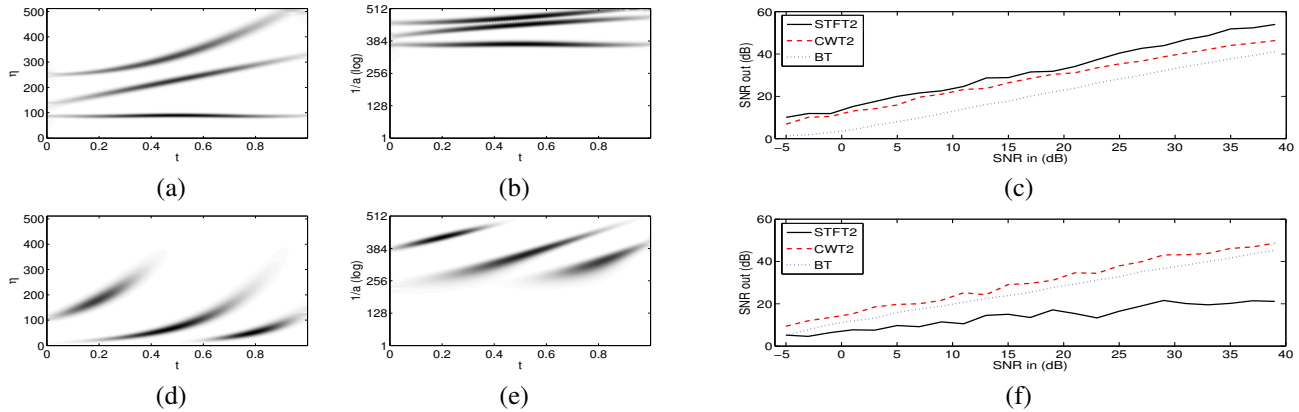 500
400
300
200
100
0
η
0 0.2 0.4 0.6 0.8
t
(a)
512
384
256
128
1
1/a (log)
0 0.2 0.4 0.6 0.8
t
(b)
60
40
20
0
SNR out (dB)
STFT2
CWT2
BT
−5 0 5 10 15 20 25 30 35 40
SNR in (dB)
(c)
500
400
300
200
100
0
η
0 0.2 0.4 0.6 0.8
t
(d)
512
384
256
128
1
1/a (log)
0 0.2 0.4 0.6 0.8
t
(e)
60
40
20
0
SNR out (dB)
STFT2
CWT2
BT
−5 0 5 10 15 20 25 30 35 40
SNR in (dB)
(f)